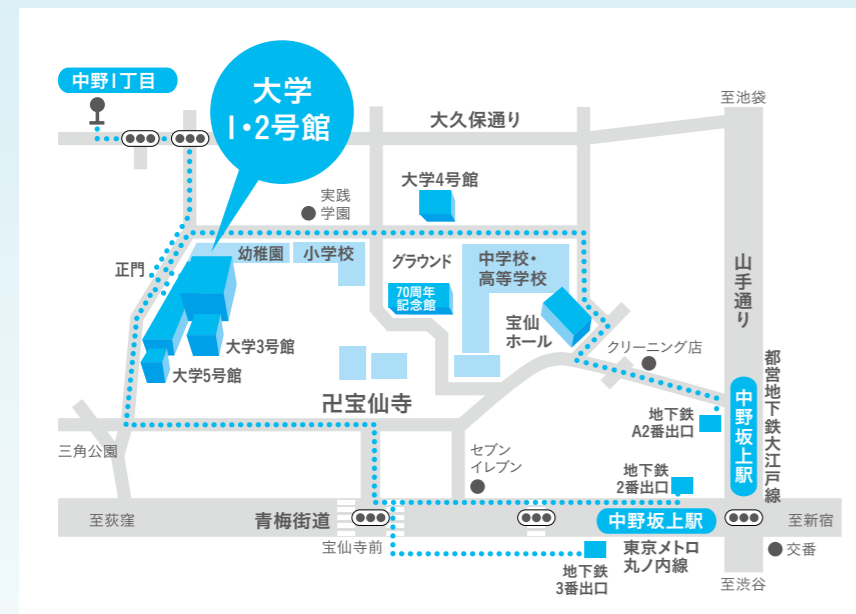 中野1丁目
大学
1・2号館
至池袋
大久保通り
大学4号館
実践
学園
正門
幼稚園
小学校
グラウンド
中学校・
高等学校
70周年
記念館
宝仙
ホール
山手通り
大学3号館
大学5号館
クリーニング店
都営地下鉄大江戸線
中野坂上駅
卍宝仙寺
地下鉄
A2番出口
三角公園
セブン
イレブン
地下鉄
2番出口
至荻窪
青梅街道
中野坂上駅
至新宿
宝仙寺前
東京メトロ
丸ノ内線
交番
地下鉄
3番出口
至渋谷